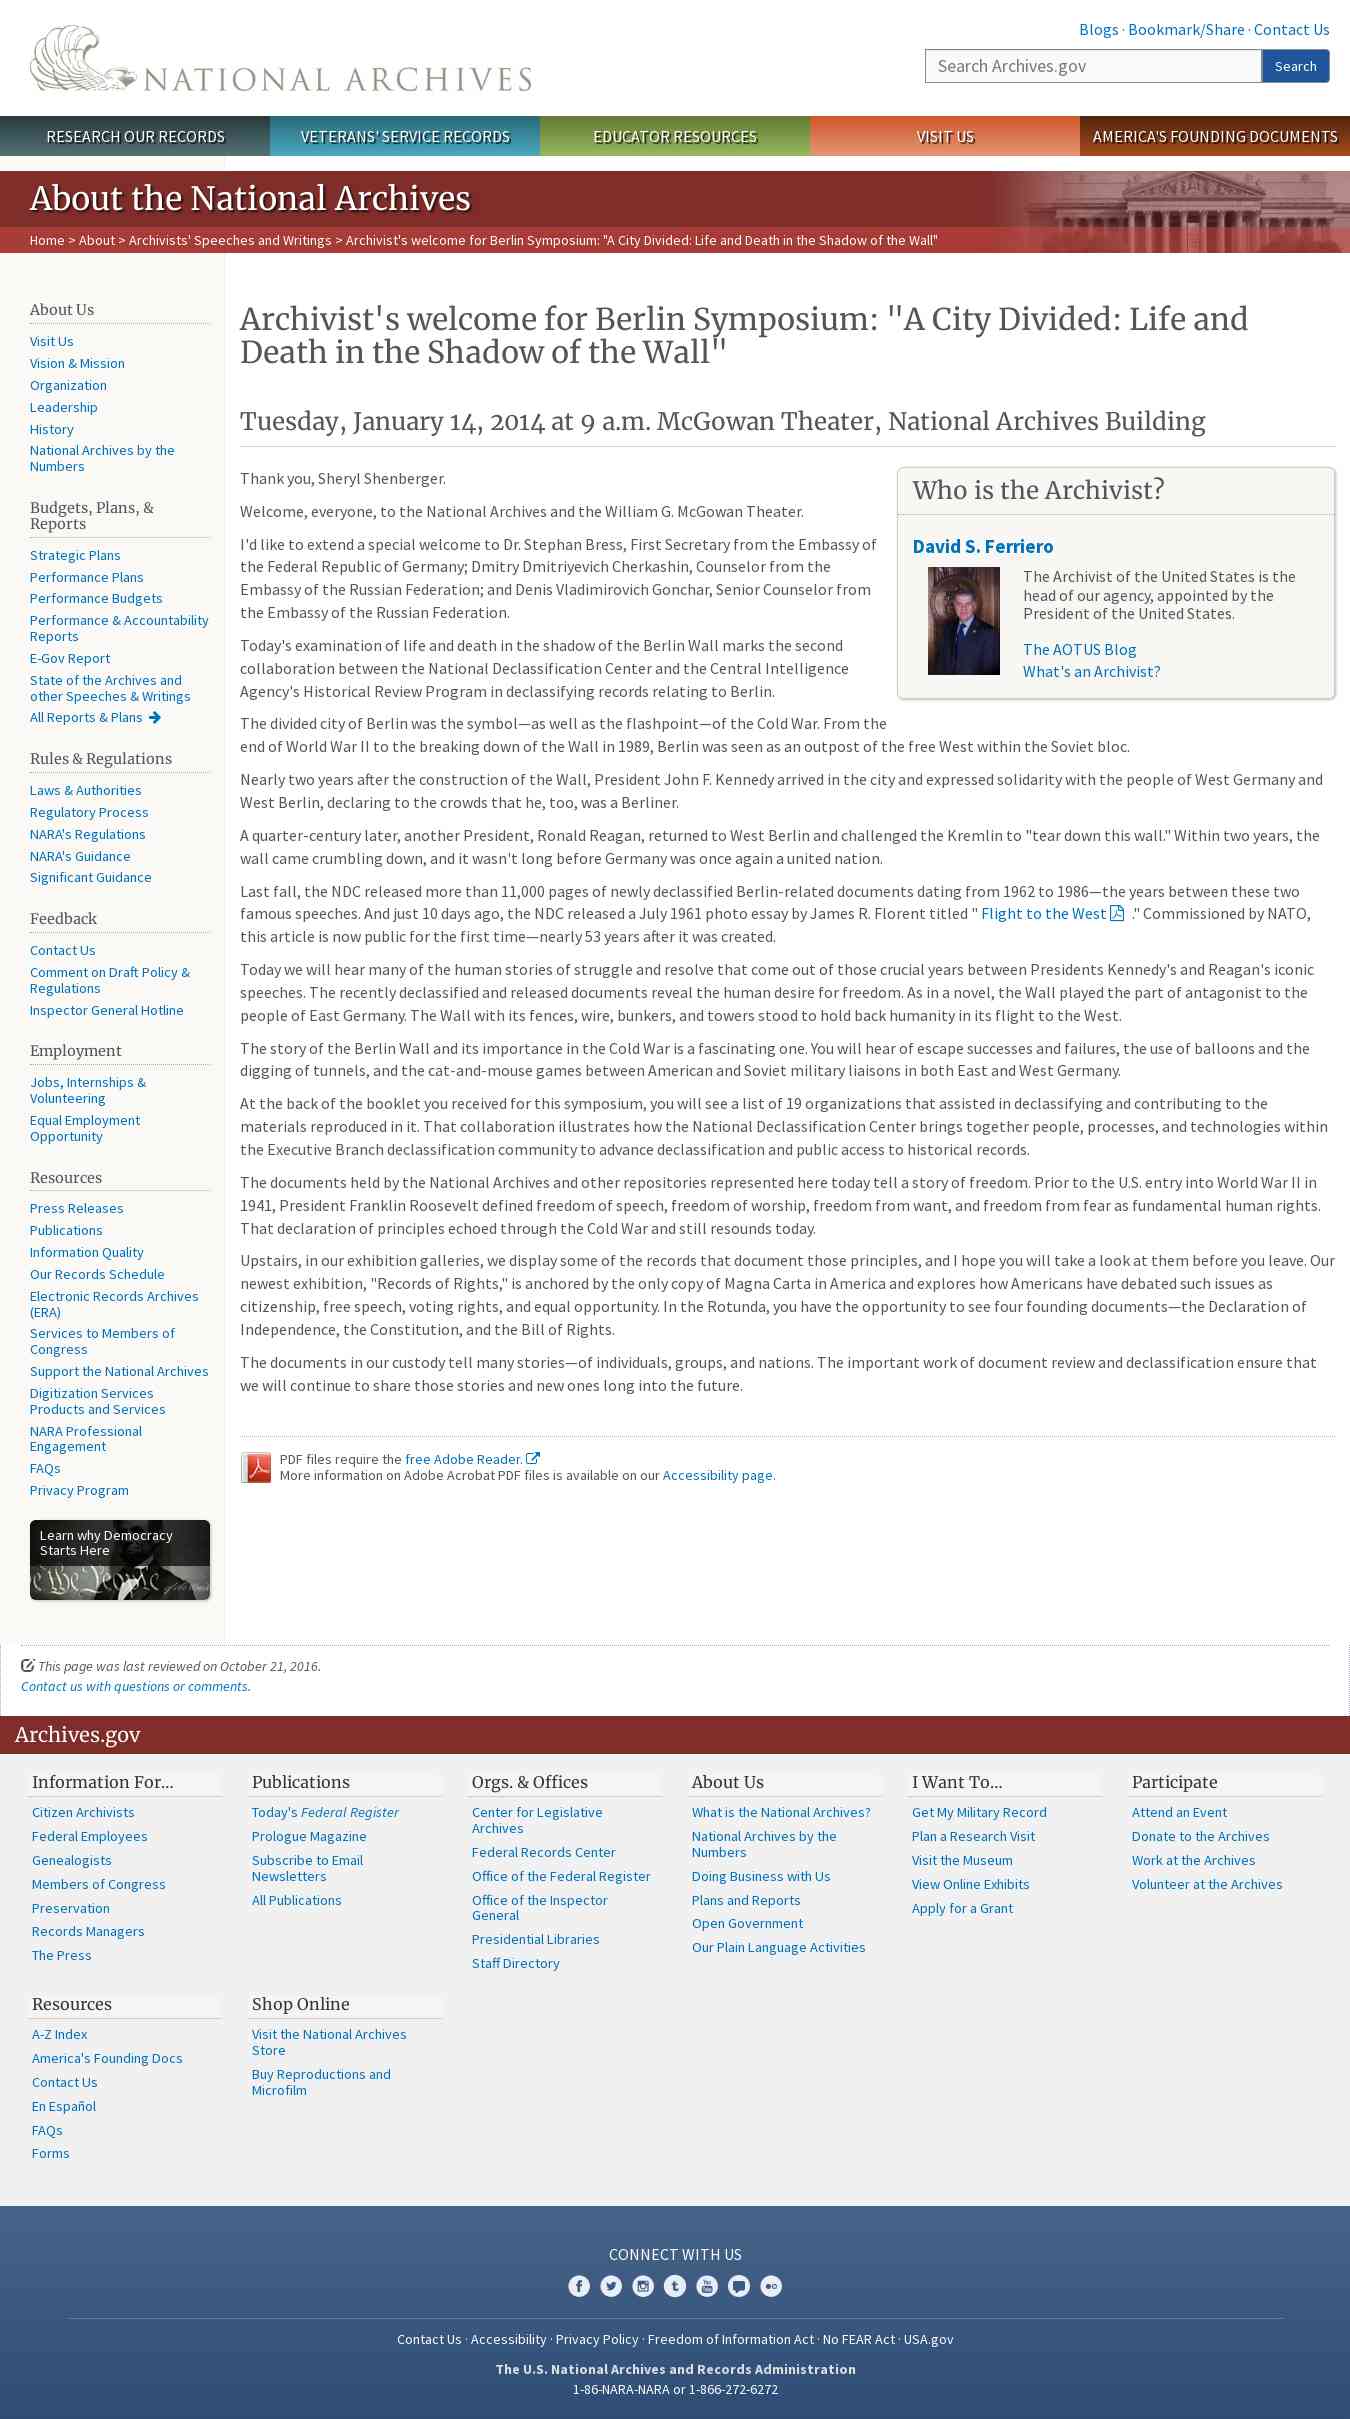 NATIONAL ARCHIVES
Blogs · Bookmark/Share · Contact Us
Search Archives.gov
Search
RESEARCH OUR RECORDS
VETERANS' SERVICE RECORDS
EDUCATOR RESOURCES
VISIT US
AMERICA'S FOUNDING DOCUMENTS
About the National Archives
Home > About > Archivists' Speeches and Writings > Archivist's welcome for Berlin Symposium: "A City Divided: Life and Death in the Shadow of the Wall"
About Us
Visit Us
Vision & Mission
Organization
Leadership
History
National Archives by the
Numbers
Budgets, Plans, &
Reports
Strategic Plans
Performance Plans
Performance Budgets
Performance & Accountability
Reports
E-Gov Report
State of the Archives and
other Speeches & Writings
All Reports & Plans
Rules & Regulations
Laws & Authorities
Regulatory Process
NARA's Regulations
NARA's Guidance
Significant Guidance
Feedback
Contact Us
Comment on Draft Policy &
Regulations
Inspector General Hotline
Employment
Jobs, Internships &
Volunteering
Equal Employment
Opportunity
Resources
Press Releases
Publications
Information Quality
Our Records Schedule
Electronic Records Archives
(ERA)
Services to Members of
Congress
Support the National Archives
Digitization Services
Products and Services
NARA Professional
Engagement
FAQs
Privacy Program
Learn why Democracy
Starts Here
We the People
Archivist's welcome for Berlin Symposium: "A City Divided: Life and
Death in the Shadow of the Wall"
Tuesday, January 14, 2014 at 9 a.m. McGowan Theater, National Archives Building
Thank you, Sheryl Shenberger.
Welcome, everyone, to the National Archives and the William G. McGowan Theater.
I'd like to extend a special welcome to Dr. Stephan Bress, First Secretary from the Embassy of
the Federal Republic of Germany; Dmitry Dmitriyevich Cherkashin, Counselor from the
Embassy of the Russian Federation; and Denis Vladimirovich Gonchar, Senior Counselor from
the Embassy of the Russian Federation.
Today's examination of life and death in the shadow of the Berlin Wall marks the second
collaboration between the National Declassification Center and the Central Intelligence
Agency's Historical Review Program in declassifying records relating to Berlin.
Who is the Archivist?
David S. Ferriero
The Archivist of the United States is the
head of our agency, appointed by the
President of the United States.
The AOTUS Blog
What's an Archivist?
The divided city of Berlin was the symbol—as well as the flashpoint—of the Cold War. From the
end of World War II to the breaking down of the Wall in 1989, Berlin was seen as an outpost of the free West within the Soviet bloc.
Nearly two years after the construction of the Wall, President John F. Kennedy arrived in the city and expressed solidarity with the people of West Germany and
West Berlin, declaring to the crowds that he, too, was a Berliner.
A quarter-century later, another President, Ronald Reagan, returned to West Berlin and challenged the Kremlin to "tear down this wall." Within two years, the
wall came crumbling down, and it wasn't long before Germany was once again a united nation.
Last fall, the NDC released more than 11,000 pages of newly declassified Berlin-related documents dating from 1962 to 1986—the years between these two
famous speeches. And just 10 days ago, the NDC released a July 1961 photo essay by James R. Florent titled " Flight to the West ." Commissioned by NATO,
this article is now public for the first time—nearly 53 years after it was created.
Today we will hear many of the human stories of struggle and resolve that come out of those crucial years between Presidents Kennedy's and Reagan's iconic
speeches. The recently declassified and released documents reveal the human desire for freedom. As in a novel, the Wall played the part of antagonist to the
people of East Germany. The Wall with its fences, wire, bunkers, and towers stood to hold back humanity in its flight to the West.
The story of the Berlin Wall and its importance in the Cold War is a fascinating one. You will hear of escape successes and failures, the use of balloons and the
digging of tunnels, and the cat-and-mouse games between American and Soviet military liaisons in both East and West Germany.
At the back of the booklet you received for this symposium, you will see a list of 19 organizations that assisted in declassifying and contributing to the
materials reproduced in it. That collaboration illustrates how the National Declassification Center brings together people, processes, and technologies within
the Executive Branch declassification community to advance declassification and public access to historical records.
The documents held by the National Archives and other repositories represented here today tell a story of freedom. Prior to the U.S. entry into World War II in
1941, President Franklin Roosevelt defined freedom of speech, freedom of worship, freedom from want, and freedom from fear as fundamental human rights.
That declaration of principles echoed through the Cold War and still resounds today.
Upstairs, in our exhibition galleries, we display some of the records that document those principles, and I hope you will take a look at them before you leave. Our
newest exhibition, "Records of Rights," is anchored by the only copy of Magna Carta in America and explores how Americans have debated such issues as
citizenship, free speech, voting rights, and equal opportunity. In the Rotunda, you have the opportunity to see four founding documents—the Declaration of
Independence, the Constitution, and the Bill of Rights.
The documents in our custody tell many stories—of individuals, groups, and nations. The important work of document review and declassification ensure that
we will continue to share those stories and new ones long into the future.
PDF files require the free Adobe Reader.
More information on Adobe Acrobat PDF files is available on our Accessibility page.
This page was last reviewed on October 21, 2016.
Contact us with questions or comments.
Archives.gov
Information For…
Citizen Archivists
Federal Employees
Genealogists
Members of Congress
Preservation
Records Managers
The Press
Publications
Today's Federal Register
Prologue Magazine
Subscribe to Email
Newsletters
All Publications
Orgs. & Offices
Center for Legislative
Archives
Federal Records Center
Office of the Federal Register
Office of the Inspector
General
Presidential Libraries
Staff Directory
About Us
What is the National Archives?
National Archives by the
Numbers
Doing Business with Us
Plans and Reports
Open Government
Our Plain Language Activities
I Want To…
Get My Military Record
Plan a Research Visit
Visit the Museum
View Online Exhibits
Apply for a Grant
Participate
Attend an Event
Donate to the Archives
Work at the Archives
Volunteer at the Archives
Resources
A-Z Index
America's Founding Docs
Contact Us
En Español
FAQs
Forms
Shop Online
Visit the National Archives
Store
Buy Reproductions and
Microfilm
CONNECT WITH US
Contact Us · Accessibility · Privacy Policy · Freedom of Information Act · No FEAR Act · USA.gov
The U.S. National Archives and Records Administration
1-86-NARA-NARA or 1-866-272-6272